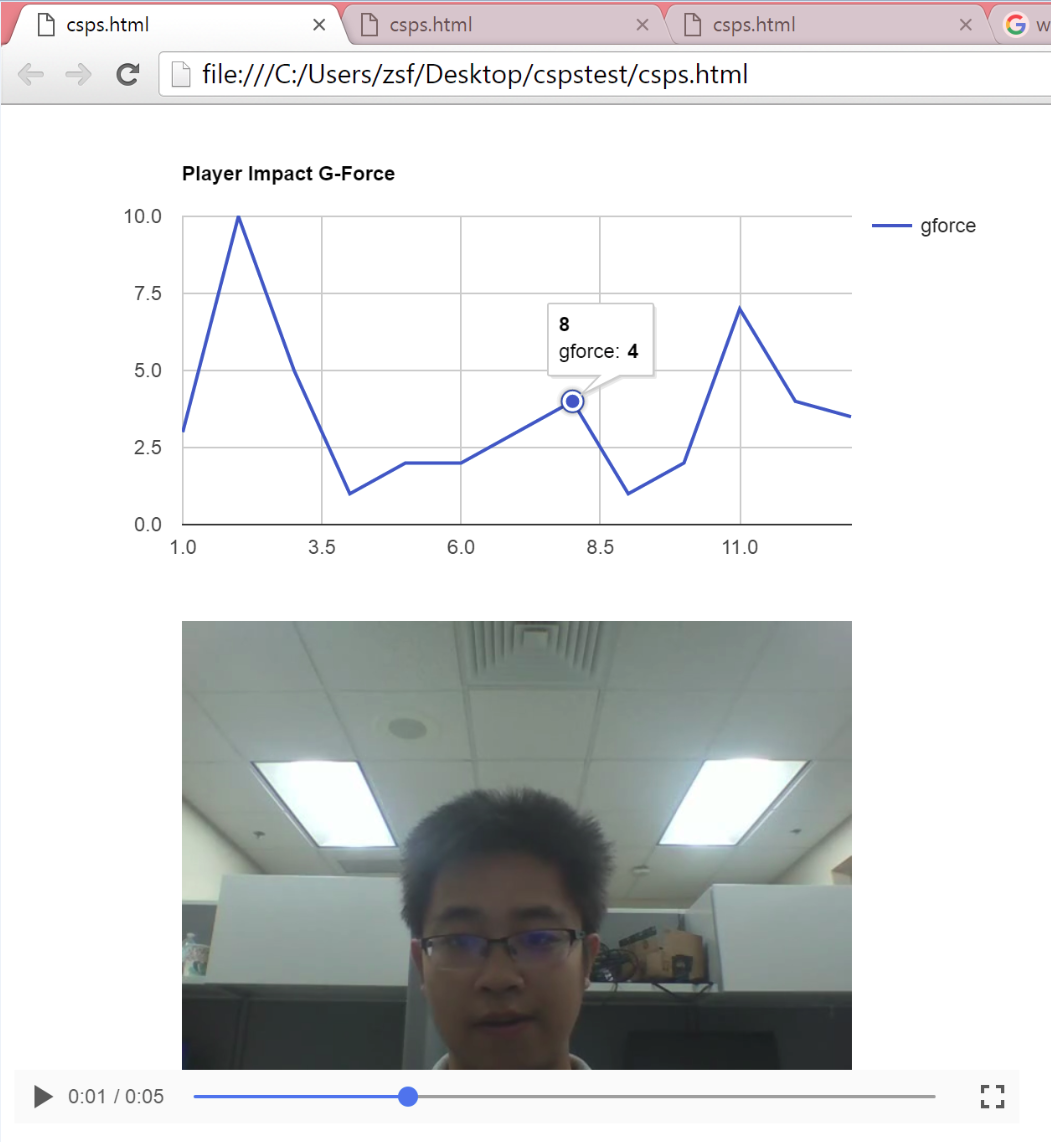 csps.html
csps.html
csps.html
w
file:///C:/Users/zsf/Desktop/cspstest/csps.html
Player Impact G-Force
gforce
10.0
7.5
5.0
2.5
0.0
8
gforce: 4
1.0 3.5 6.0 8.5 11.0
0:01 / 0:05